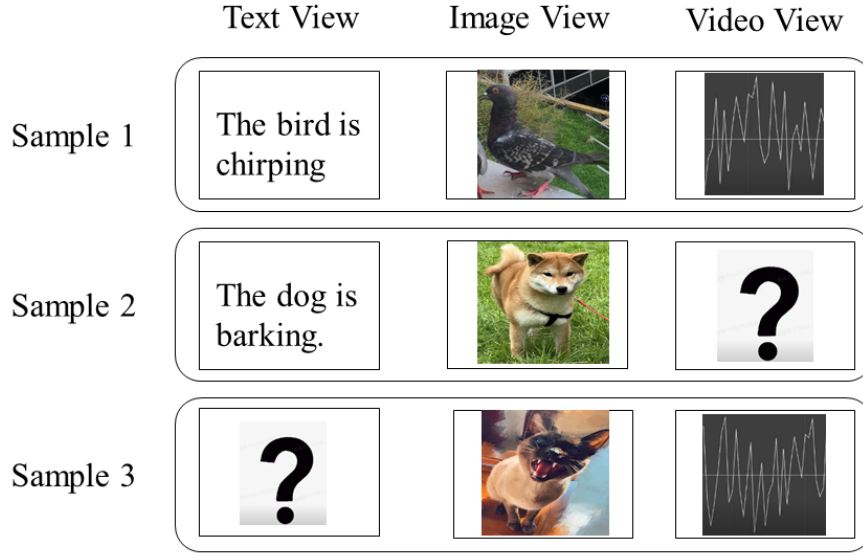 Text View Image View Video View
Sample 1
The bird is
chirping
Sample 2
The dog is
barking.
?
Sample 3
?